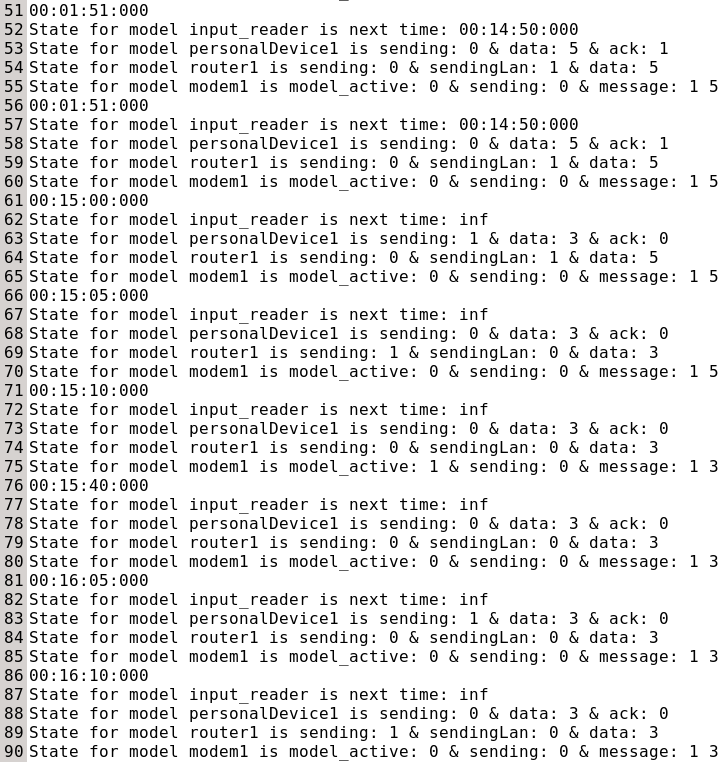 51 00:01:51:000
52 State for model input_reader is next time: 00:14:50:000
53 State for model personalDevice1 is sending: 0 & data: 5 & ack: 1
54 State for model router1 is sending: 0 & sendingLan: 1 & data: 5
55 State for model modem1 is model_active: 0 & sending: 0 & message: 1 5
56 00:01:51:000
57 State for model input_reader is next time: 00:14:50:000
58 State for model personalDevice1 is sending: 0 & data: 5 & ack: 1
59 State for model router1 is sending: 0 & sendingLan: 1 & data: 5
60 State for model modem1 is model_active: 0 & sending: 0 & message: 1 5
61 00:15:00:000
62 State for model input_reader is next time: inf
63 State for model personalDevice1 is sending: 1 & data: 3 & ack: 0
64 State for model router1 is sending: 0 & sendingLan: 1 & data: 5
65 State for model modem1 is model_active: 0 & sending: 0 & message: 1 5
66 00:15:05:000
67 State for model input_reader is next time: inf
68 State for model personalDevice1 is sending: 0 & data: 3 & ack: 0
69 State for model router1 is sending: 1 & sendingLan: 0 & data: 3
70 State for model modem1 is model_active: 0 & sending: 0 & message: 1 5
71 00:15:10:000
72 State for model input_reader is next time: inf
73 State for model personalDevice1 is sending: 0 & data: 3 & ack: 0
74 State for model router1 is sending: 0 & sendingLan: 0 & data: 3
75 State for model modem1 is model_active: 1 & sending: 0 & message: 1 3
76 00:15:40:000
77 State for model input_reader is next time: inf
78 State for model personalDevice1 is sending: 0 & data: 3 & ack: 0
79 State for model router1 is sending: 0 & sendingLan: 0 & data: 3
80 State for model modem1 is model_active: 0 & sending: 0 & message: 1 3
81 00:16:05:000
82 State for model input_reader is next time: inf
83 State for model personalDevice1 is sending: 1 & data: 3 & ack: 0
84 State for model router1 is sending: 0 & sendingLan: 0 & data: 3
85 State for model modem1 is model_active: 0 & sending: 0 & message: 1 3
86 00:16:10:000
87 State for model input_reader is next time: inf
88 State for model personalDevice1 is sending: 0 & data: 3 & ack: 0
89 State for model router1 is sending: 1 & sendingLan: 0 & data: 3
90 State for model modem1 is model_active: 0 & sending: 0 & message: 1 3